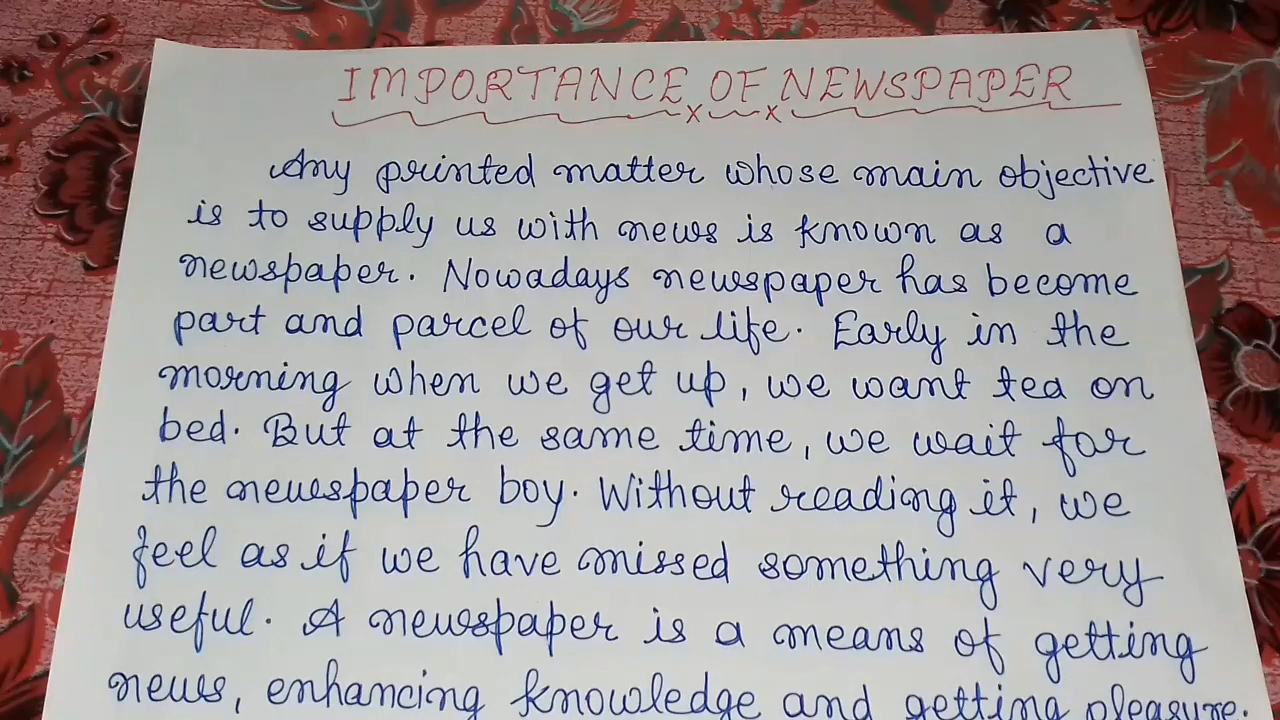 IMPORTANCE OF NEWSPAPER
Any printed matter whose main objective
is to supply us with news is known as a
newspaper. Nowadays newspaper has become
part and parcel of our life. Early in the
morning when we get up, we want tea on
bed. But at the same time, we wait for
the newspaper boy. Without reading it, we
feel as if we have missed something very
useful. A newspaper is a means of getting
news, enhancing knowledge and getting pleasure.